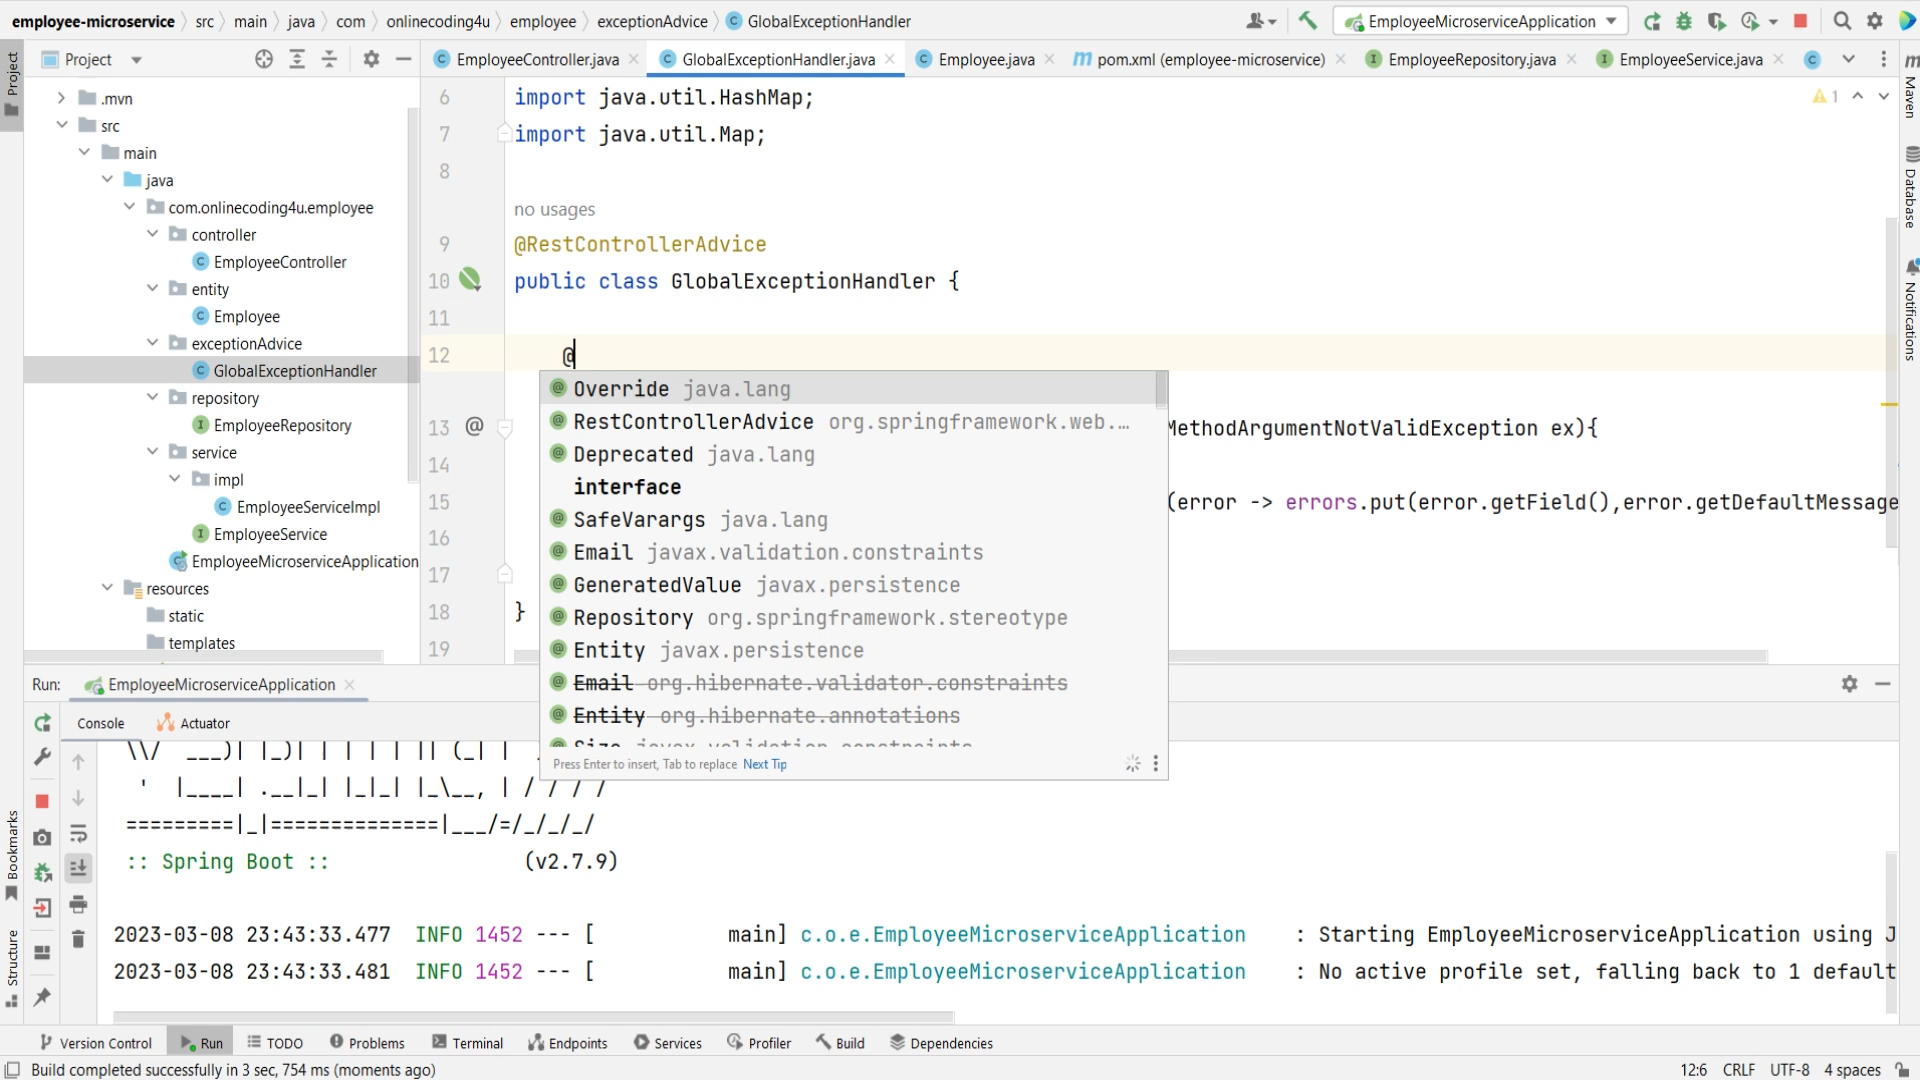 employee-microservice src main java com onlinecoding4u employee exceptionAdvice C GlobalExceptionHandler EmployeeMicroserviceApplication
Project C EmployeeController.java C GlobalExceptionHandler.java C Employee.java m pom.xml (employee-microservice) I EmployeeRepository.java I EmployeeService.java C
Project
Bookmarks
Structure
.mvn
src
main
java
com.onlinecoding4u.employee
controller
C EmployeeController
entity
C Employee
exceptionAdvice
C GlobalExceptionHandler
repository
I EmployeeRepository
service
impl
C EmployeeServiceImpl
I EmployeeService
EmployeeMicroserviceApplication
resources
static
templates
6 import java.util.HashMap;
7 import java.util.Map;
8
no usages
9 @RestControllerAdvice
10 public class GlobalExceptionHandler {
11
12 @
13 @ MethodArgumentNotValidException ex){
14
15 (error -> errors.put(error.getField(),error.getDefaultMessage
16
17
18 }
19
1
@ Override java.lang
@ RestControllerAdvice org.springframework.web....
@ Deprecated java.lang
interface
@ SafeVarargs java.lang
@ Email javax.validation.constraints
@ GeneratedValue javax.persistence
@ Repository org.springframework.stereotype
@ Entity javax.persistence
@ Email org.hibernate.validator.constraints
@ Entity org.hibernate.annotations
@ Size javax.validation.constraints
Press Enter to insert, Tab to replace Next Tip
m Maven
Database
Notifications
Run: EmployeeMicroserviceApplication
Console Actuator
\\/ ___)| |_)| | | | | || (_| |
' |____| .__|_| |_|_| |_\__, | / / / /
=========|_|==============|___/=/_/_/_/
:: Spring Boot :: (v2.7.9)
2023-03-08 23:43:33.477 INFO 1452 --- [ main] c.o.e.EmployeeMicroserviceApplication : Starting EmployeeMicroserviceApplication using J
2023-03-08 23:43:33.481 INFO 1452 --- [ main] c.o.e.EmployeeMicroserviceApplication : No active profile set, falling back to 1 default
Version Control Run TODO Problems Terminal Endpoints Services Profiler Build Dependencies
Build completed successfully in 3 sec, 754 ms (moments ago) 12:6 CRLF UTF-8 4 spaces